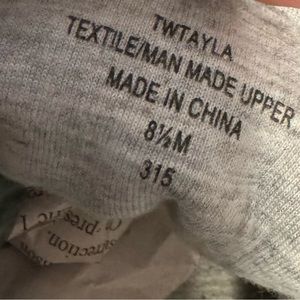 TWTAYLA
TEXTILE/MAN MADE UPPER
MADE IN CHINA
8½M
315